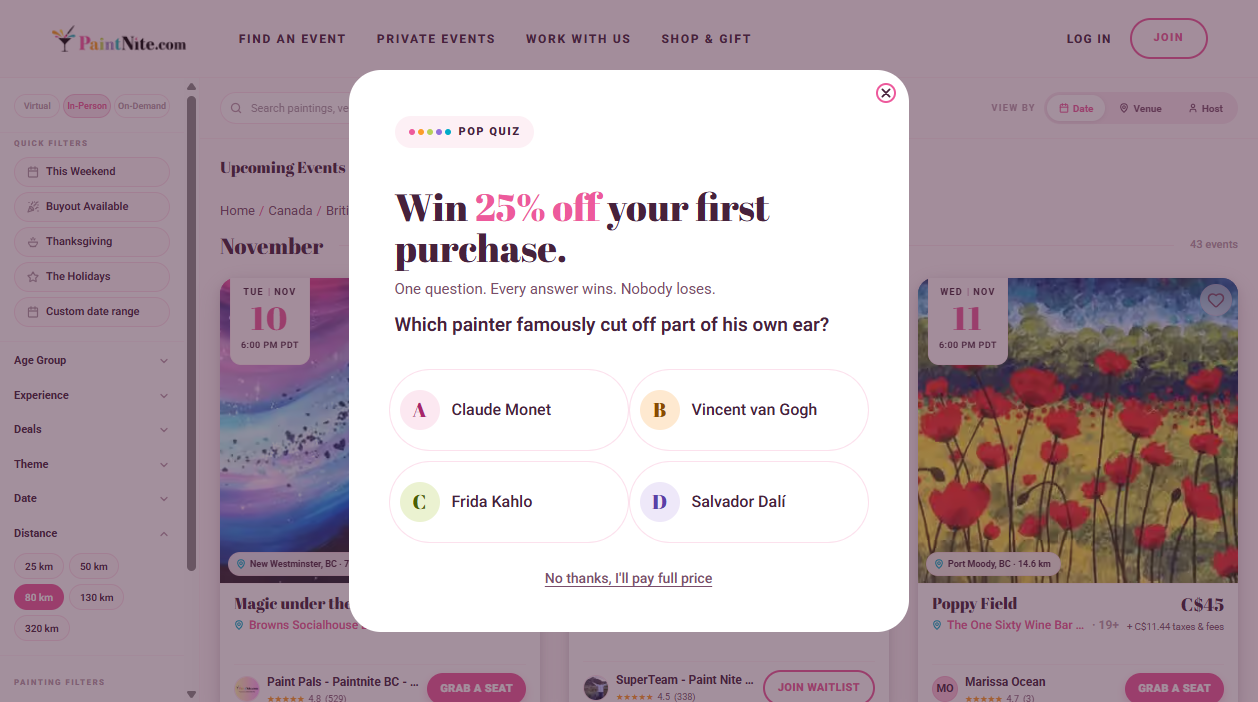 PaintNite.com
FIND AN EVENT
PRIVATE EVENTS
WORK WITH US
SHOP & GIFT
LOG IN
JOIN
Virtual
In-Person
On-Demand
Search paintings, ve
VIEW BY
Date
Venue
Host
QUICK FILTERS
This Weekend
Buyout Available
Thanksgiving
The Holidays
Custom date range
Age Group
Experience
Deals
Theme
Date
Distance
25 km
50 km
80 km
130 km
320 km
PAINTING FILTERS
Upcoming Events
Home / Canada / Briti
November
43 events
POP QUIZ
Win 25% off your first
purchase.
One question. Every answer wins. Nobody loses.
Which painter famously cut off part of his own ear?
A Claude Monet
B Vincent van Gogh
C Frida Kahlo
D Salvador Dalí
No thanks, I'll pay full price
TUE | NOV
10
6:00 PM PDT
New Westminster, BC · 7
Magic under the
Browns Socialhouse
Paint Pals - Paintnite BC - ...
★★★★★ 4.8 (529)
GRAB A SEAT
SuperTeam - Paint Nite ...
★★★★★ 4.5 (338)
JOIN WAITLIST
WED | NOV
11
6:00 PM PDT
Port Moody, BC · 14.6 km
Poppy Field
C$45
The One Sixty Wine Bar ... · 19+
+ C$11.44 taxes & fees
MO
Marissa Ocean
★★★★★ 4.7 (3)
GRAB A SEAT